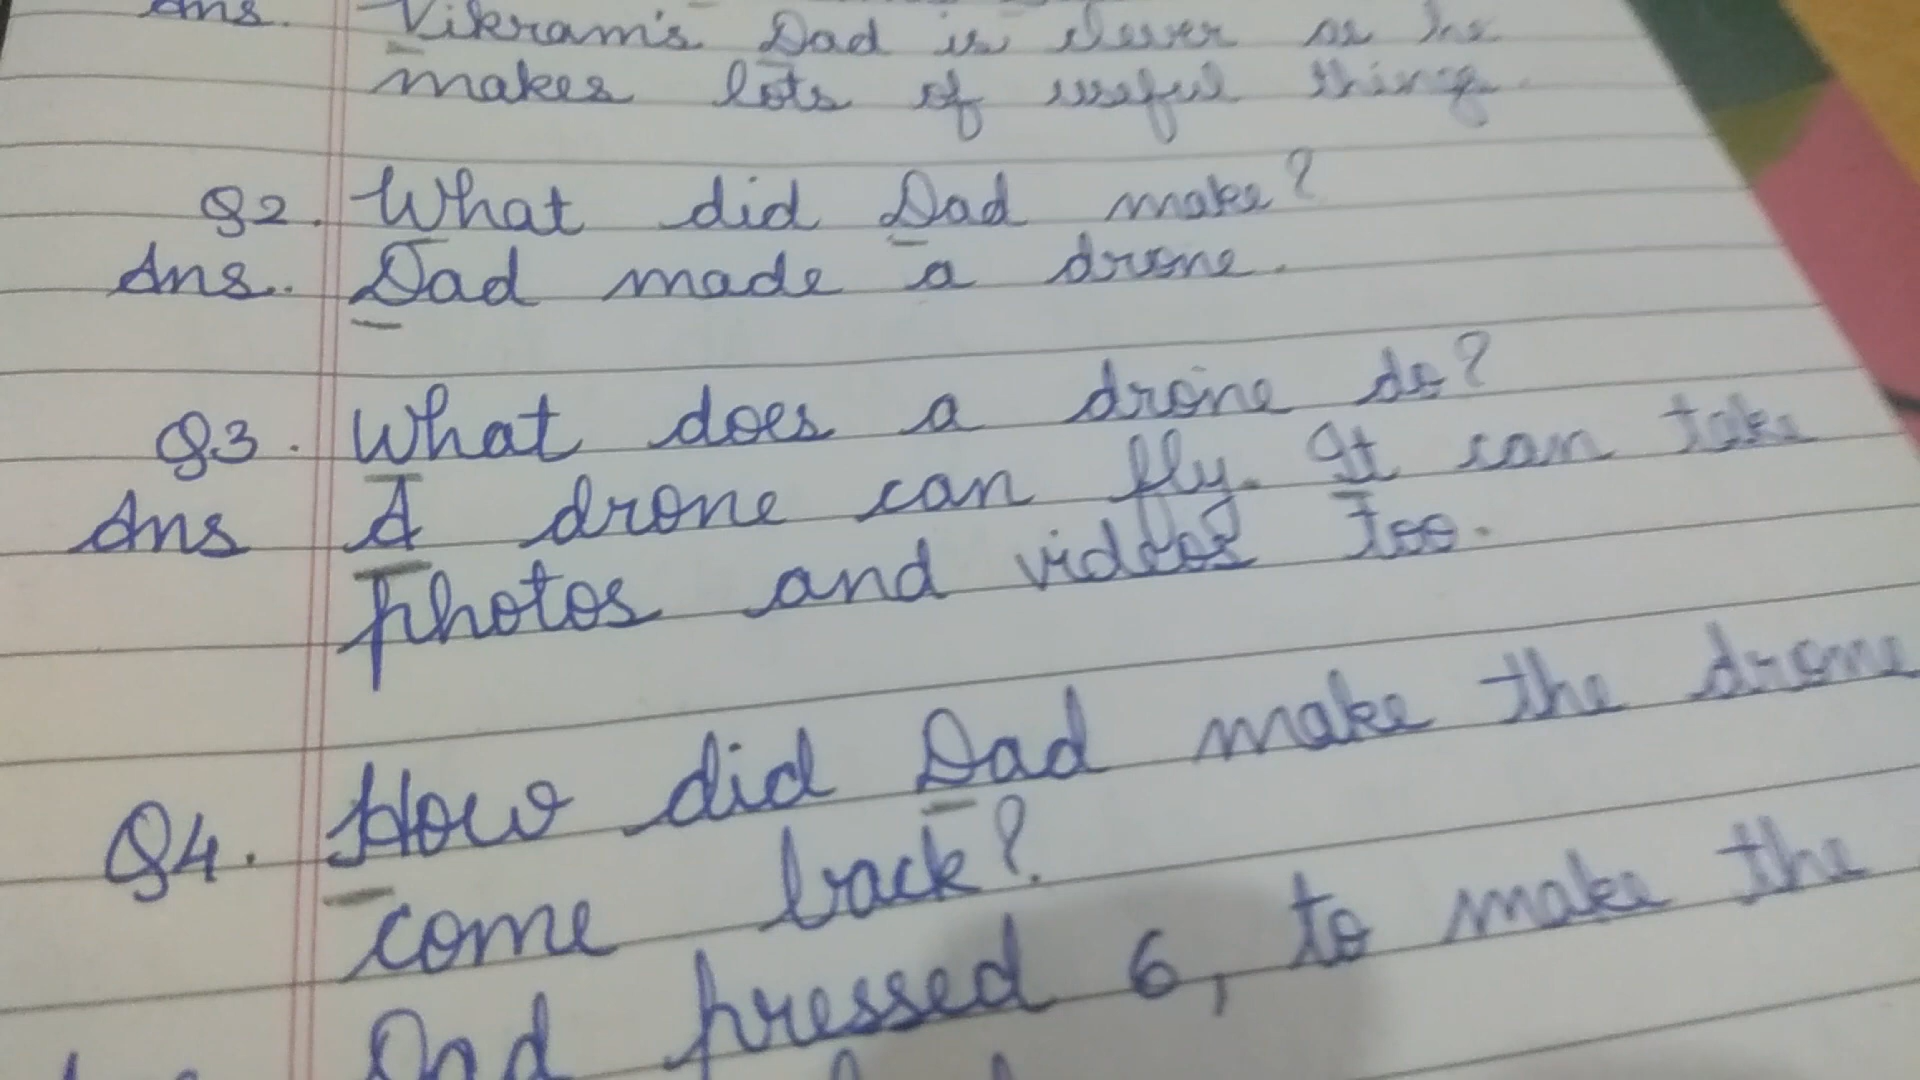 Ans. Vikram's Dad is clever as he
makes lots of useful things.
Q2. What did Dad make?
Ans. Dad made a drone.
Q3. What does a drone do?
Ans A drone can fly. It can take
photos and videos too.
Q4. How did Dad make the drone
come back?
Dad pressed 6, to make the